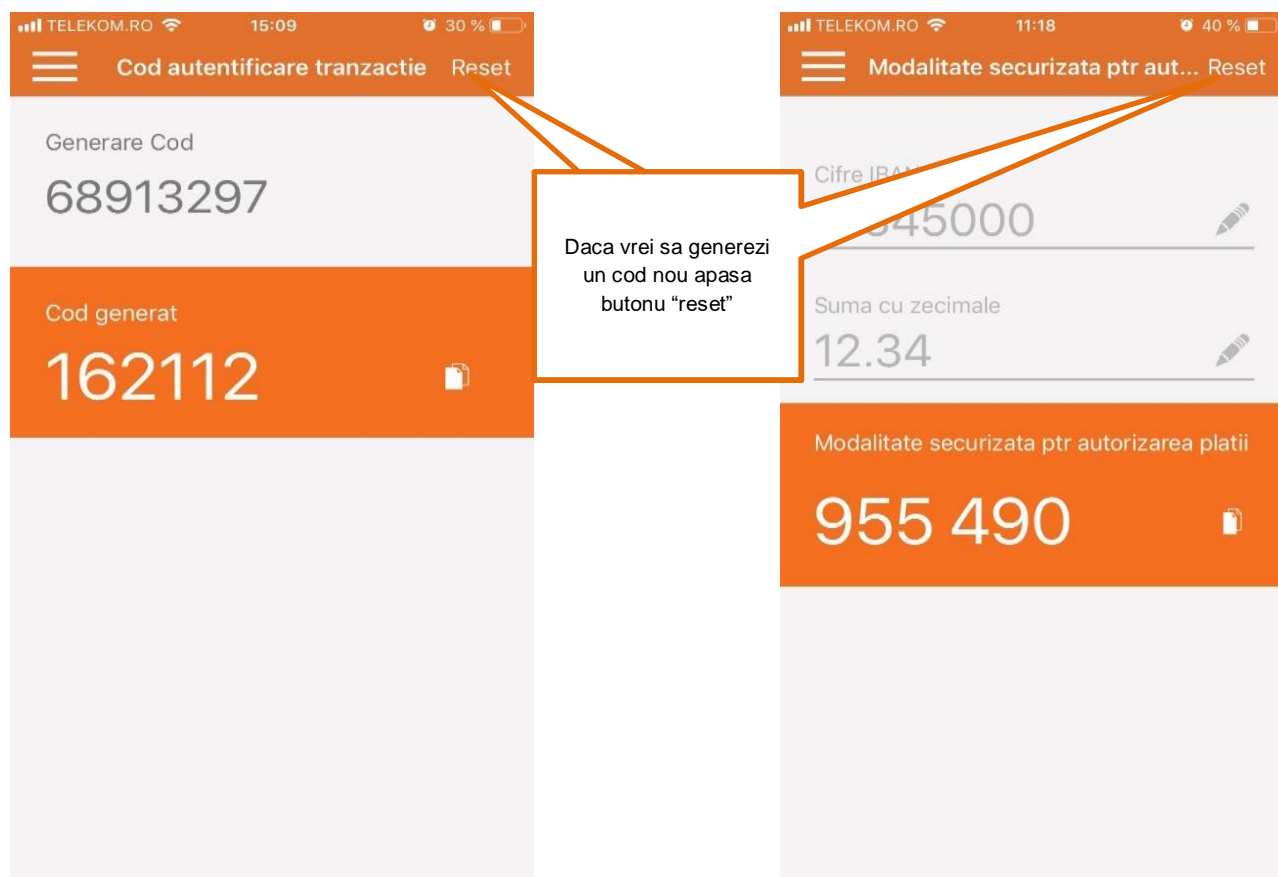 TELEKOM.RO 15:09 30 %
Cod autentificare tranzactie Reset
Generare Cod
68913297
Cod generat
162112
Daca vrei sa generezi
un cod nou apasa
butonu “reset”
TELEKOM.RO 11:18 40 %
Modalitate securizata ptr aut... Reset
Cifre
Suma cu zecimale
12.34
Modalitate securizata ptr autorizarea platii
955 490